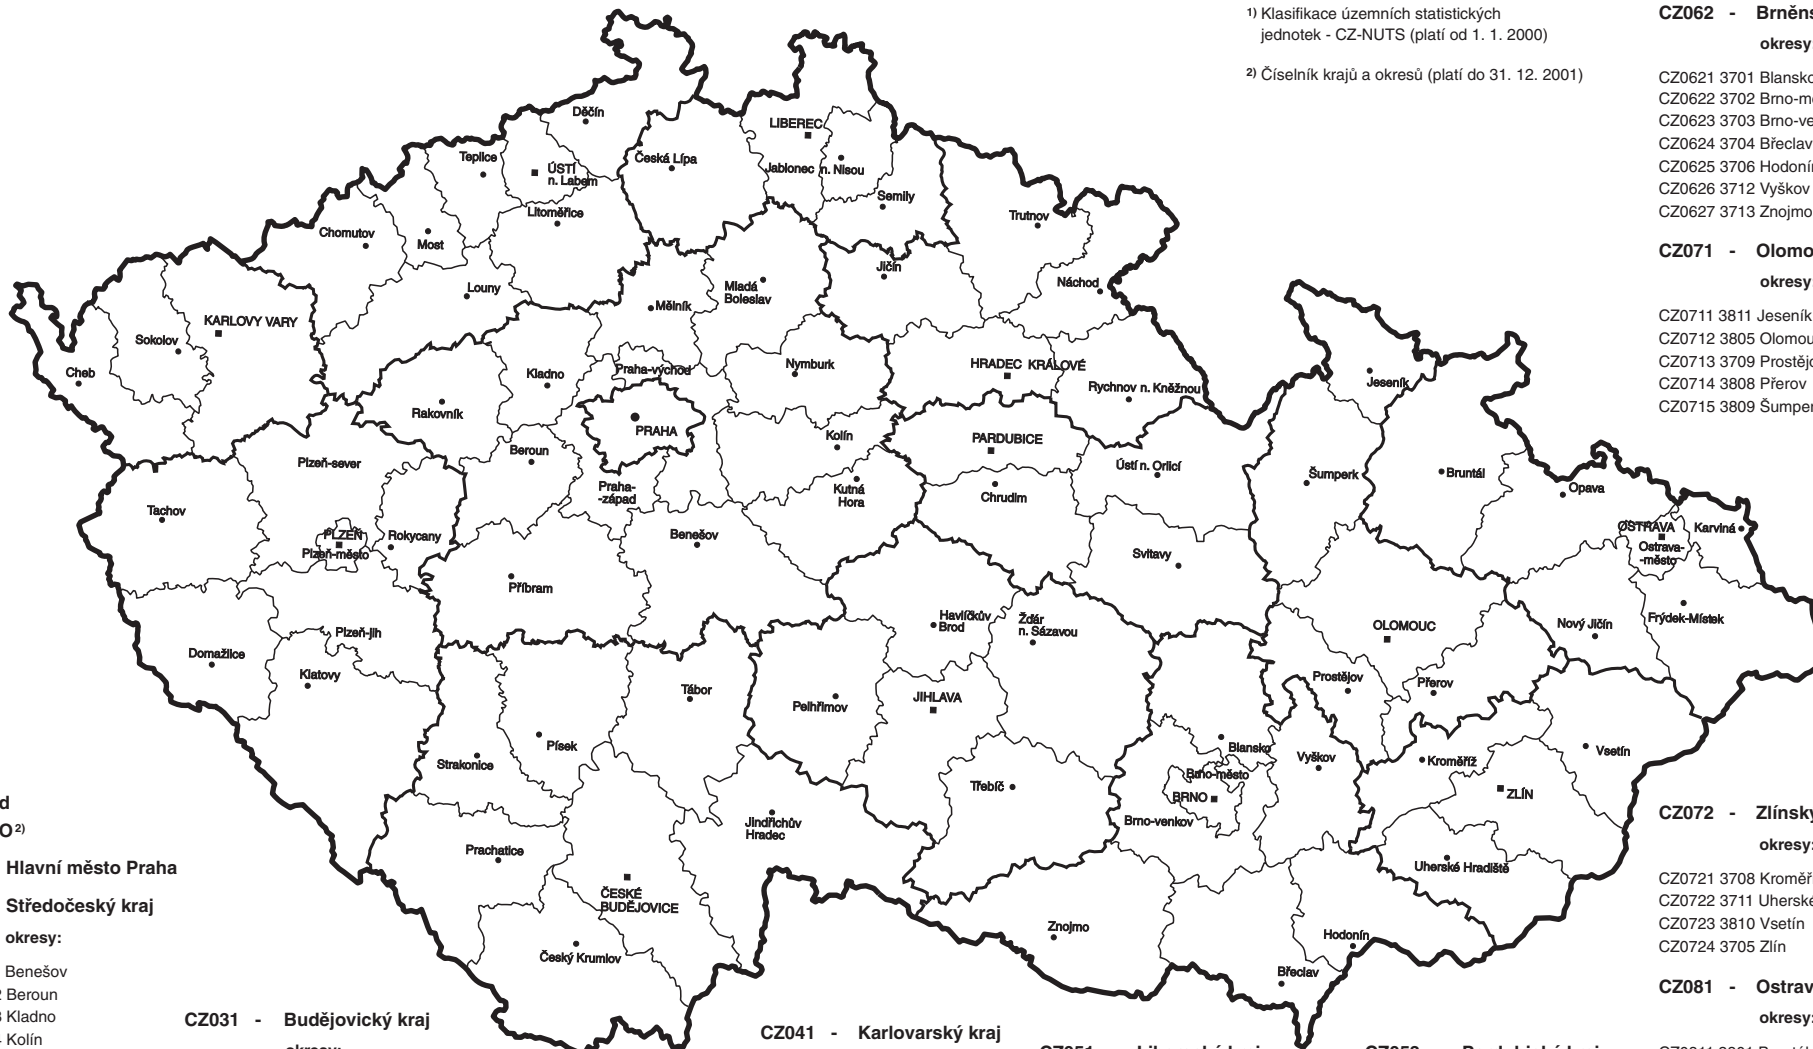 1) Klasifikace územních statistických
jednotek - CZ-NUTS (platí od 1. 1. 2000)
2) Číselník krajů a okresů (platí do 31. 12. 2001)
CZ062 - Brněns
okresy
CZ0621 3701 Blansko
CZ0622 3702 Brno-mě
CZ0623 3703 Brno-ve
CZ0624 3704 Břeclav
CZ0625 3706 Hodonín
CZ0626 3712 Vyškov
CZ0627 3713 Znojmo
CZ071 - Olomo
okresy
CZ0711 3811 Jeseník
CZ0712 3805 Olomou
CZ0713 3709 Prostějo
CZ0714 3808 Přerov
CZ0715 3809 Šumper
Děčín
LIBEREC
Teplice
ÚSTÍ
n. Labem
Česká Lípa
Jablonec n. Nisou
Semily
Litoměřice
Trutnov
Chomutov
Most
Jičín
Louny
Mělník
Mladá
Boleslav
Náchod
KARLOVY VARY
Sokolov
Cheb
Kladno
Praha-východ
Nymburk
HRADEC KRÁLOVÉ
Rychnov n. Kněžnou
Jeseník
Rakovník
PRAHA
Kolín
PARDUBICE
Plzeň-sever
Beroun
Ústí n. Orlicí
Šumperk
Bruntál
Opava
Praha-
-západ
Kutná
Hora
Chrudim
Tachov
PLZEŇ
Plzeň-město
Rokycany
Benešov
Svitavy
OSTRAVA
Ostrava-
-město
Karviná
Příbram
Havlíčkův
Brod
Žďár
n. Sázavou
OLOMOUC
Nový Jičín
Frýdek-Místek
Plzeň-jih
Domažlice
Klatovy
Tábor
Pelhřimov
JIHLAVA
Prostějov
Přerov
Písek
Strakonice
Blansko
Vyškov
Kroměříž
Vsetín
Brno-město
BRNO
Brno-venkov
Třebíč
ZLÍN
Jindřichův
Hradec
Prachatice
Uherské Hradiště
ČESKÉ
BUDĚJOVICE
Znojmo
Hodonín
Český Krumlov
Břeclav
d
O2)
Hlavní město Praha
Středočeský kraj
okresy:
Benešov
2 Beroun
3 Kladno
Kolín
CZ031 - Budějovický kraj
okresy:
CZ041 - Karlovarský kraj
CZ072 - Zlínský
okresy:
CZ0721 3708 Kroměř
CZ0722 3711 Uherské
CZ0723 3810 Vsetín
CZ0724 3705 Zlín
CZ081 - Ostrav
okresy: